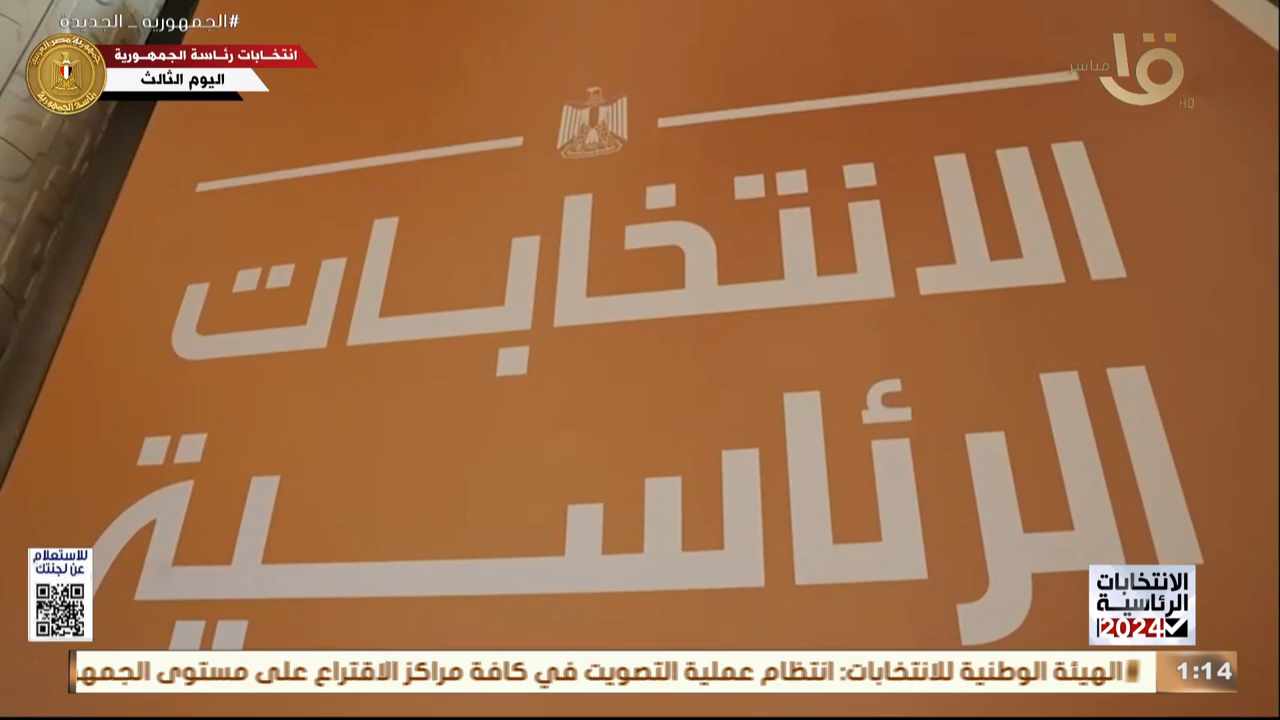 #الجمهورية_الجديدة
انتخابات رئاسة الجمهورية
اليوم الثالث
مباشر
HD
الانتخابات
الرئاسية
للاستعلام
عن لجنتك
الانتخابات
الرئاسية
2024
الهيئة الوطنية للانتخابات: انتظام عملية التصويت في كافة مراكز الاقتراع على مستوى الجمه
1:14